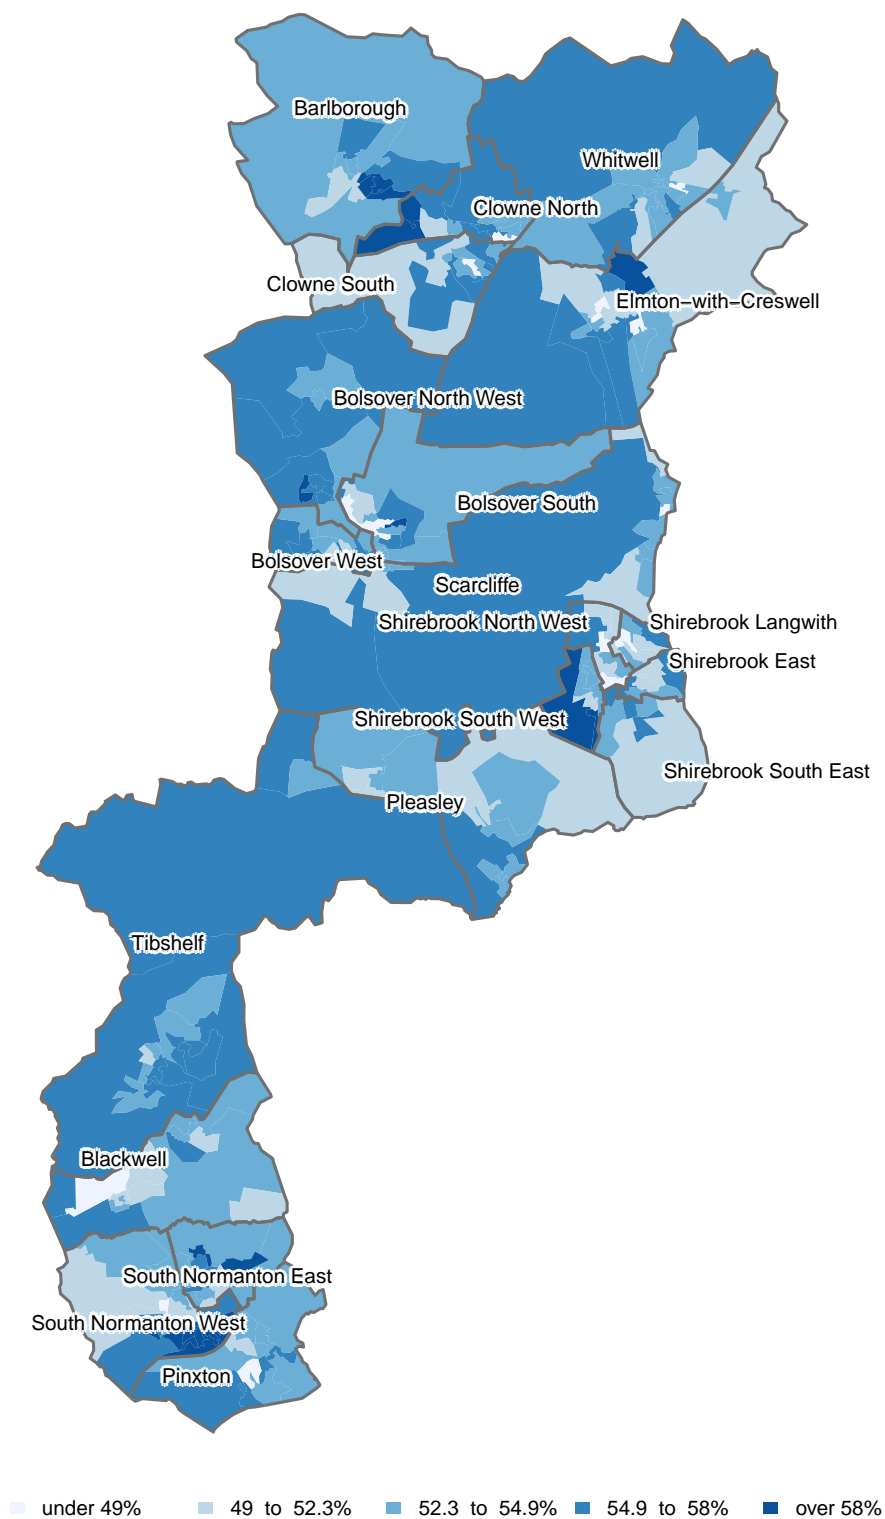 Barlborough
Whitwell
Clowne North
Clowne South
Elmton−with−Creswell
Bolsover North West
Bolsover South
Bolsover West
Scarcliffe
Shirebrook North West
Shirebrook Langwith
Shirebrook East
Shirebrook South West
Shirebrook South East
Pleasley
Tibshelf
Blackwell
South Normanton East
South Normanton West
Pinxton
under 49% 49 to 52.3% 52.3 to 54.9% 54.9 to 58% over 58%